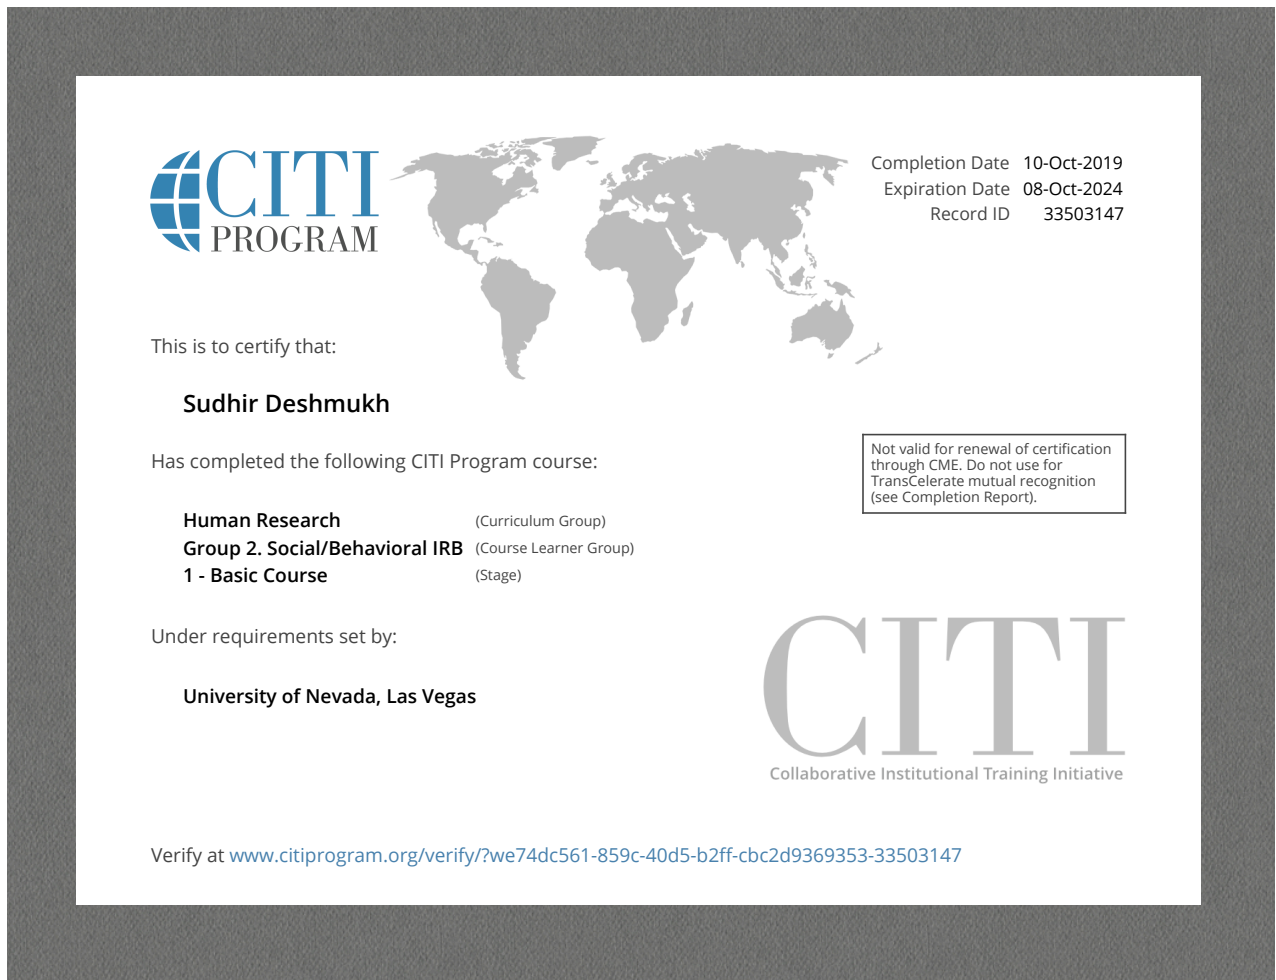 CITI
PROGRAM
Completion Date 10-Oct-2019
Expiration Date 08-Oct-2024
Record ID 33503147
This is to certify that:
Sudhir Deshmukh
Has completed the following CITI Program course:
Not valid for renewal of certification
through CME. Do not use for
TransCelerate mutual recognition
(see Completion Report).
Human Research (Curriculum Group)
Group 2. Social/Behavioral IRB (Course Learner Group)
1 - Basic Course (Stage)
Under requirements set by:
University of Nevada, Las Vegas
CITI
Collaborative Institutional Training Initiative
Verify at www.citiprogram.org/verify/?we74dc561-859c-40d5-b2ff-cbc2d9369353-33503147